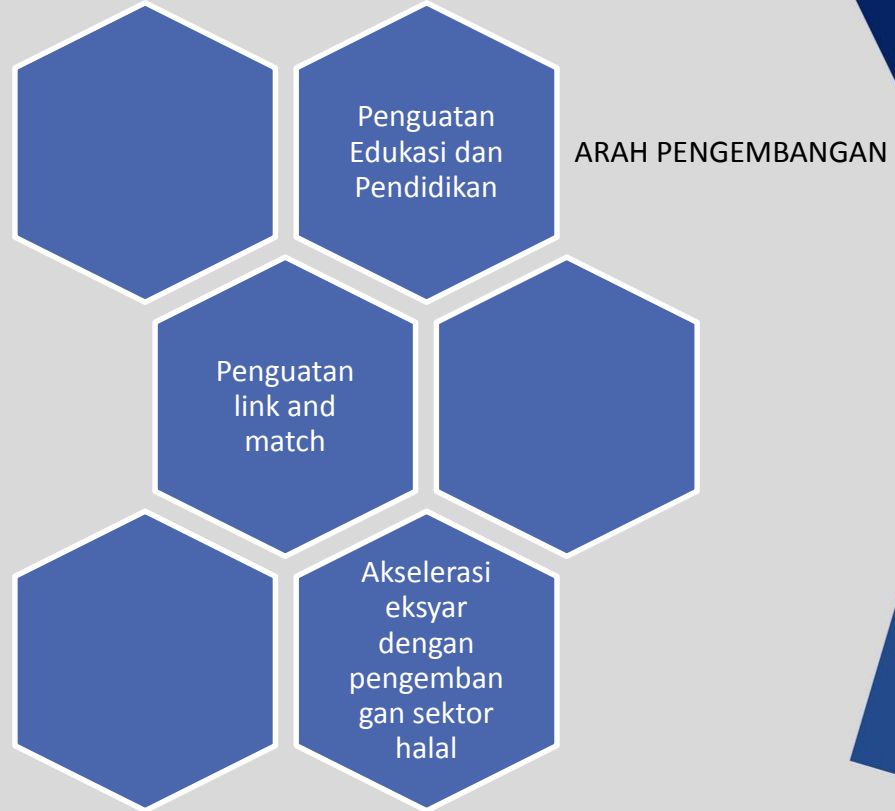 Penguatan
Edukasi dan
Pendidikan
ARAH PENGEMBANGAN
Penguatan
link and
match
Akselerasi
eksyar
dengan
pengemban
gan sektor
halal